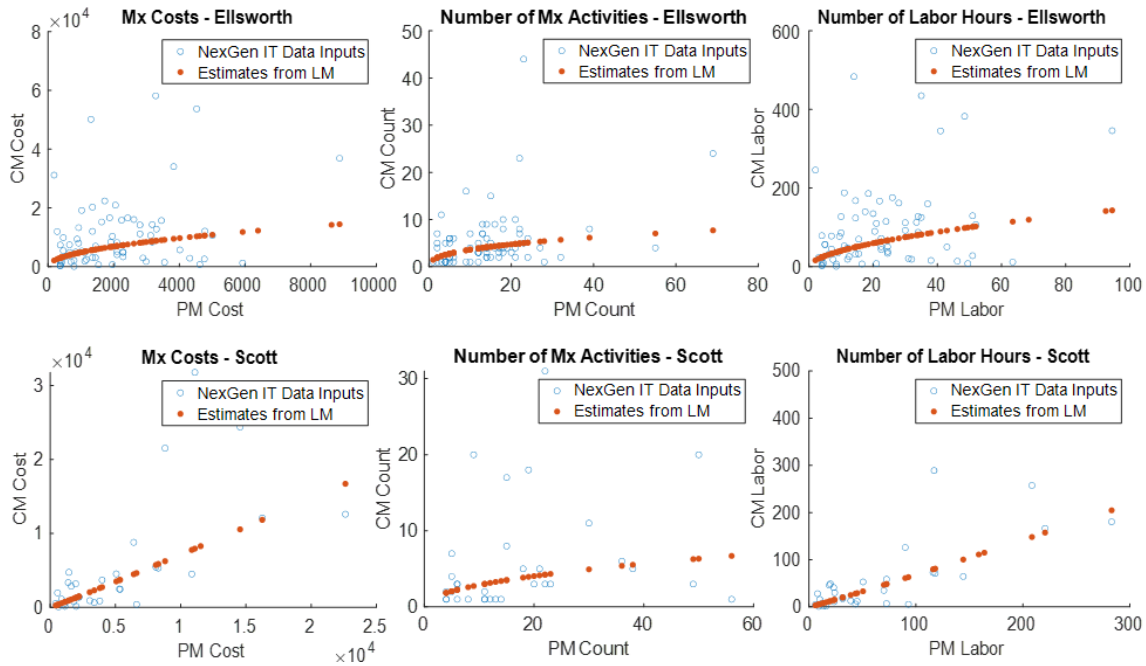 Mx Costs - Ellsworth
× 10^4
8
6
4
2
0
CM Cost
NexGen IT Data Inputs
Estimates from LM
0 2000 4000 6000 8000 10000
PM Cost
Number of Mx Activities - Ellsworth
50
40
30
20
10
0
CM Count
NexGen IT Data Inputs
Estimates from LM
0 20 40 60 80
PM Count
Number of Labor Hours - Ellsworth
600
400
200
0
CM Labor
NexGen IT Data Inputs
Estimates from LM
0 20 40 60 80 100
PM Labor
Mx Costs - Scott
× 10^4
3
2
1
0
CM Cost
NexGen IT Data Inputs
Estimates from LM
0 0.5 1 1.5 2 2.5
PM Cost
× 10^4
Number of Mx Activities - Scott
30
20
10
0
CM Count
NexGen IT Data Inputs
Estimates from LM
0 20 40 60
PM Count
Number of Labor Hours - Scott
500
400
300
200
100
0
CM Labor
NexGen IT Data Inputs
Estimates from LM
100 200 300
PM Labor